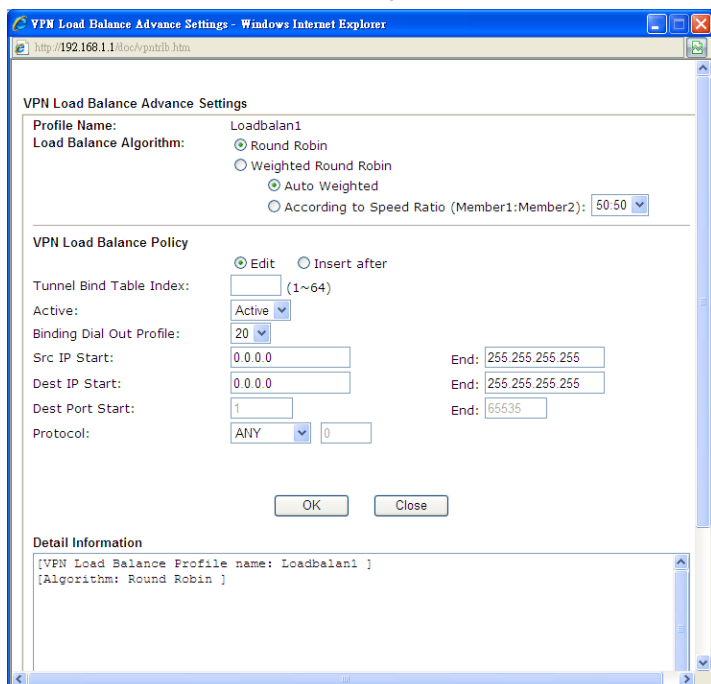 VPN Load Balance Advance Settings - Windows Internet Explorer
http://192.168.1.1/doc/vpntrlb.htm
VPN Load Balance Advance Settings
Profile Name: Loadbalan1
Load Balance Algorithm: Round Robin
Weighted Round Robin
Auto Weighted
According to Speed Ratio (Member1:Member2): 50:50
VPN Load Balance Policy
Edit Insert after
Tunnel Bind Table Index: (1~64)
Active: Active
Binding Dial Out Profile: 20
Src IP Start: 0.0.0.0 End: 255.255.255.255
Dest IP Start: 0.0.0.0 End: 255.255.255.255
Dest Port Start: 1 End: 65535
Protocol: ANY 0
OK Close
Detail Information
[VPN Load Balance Profile name: Loadbalan1 ]
[Algorithm: Round Robin ]